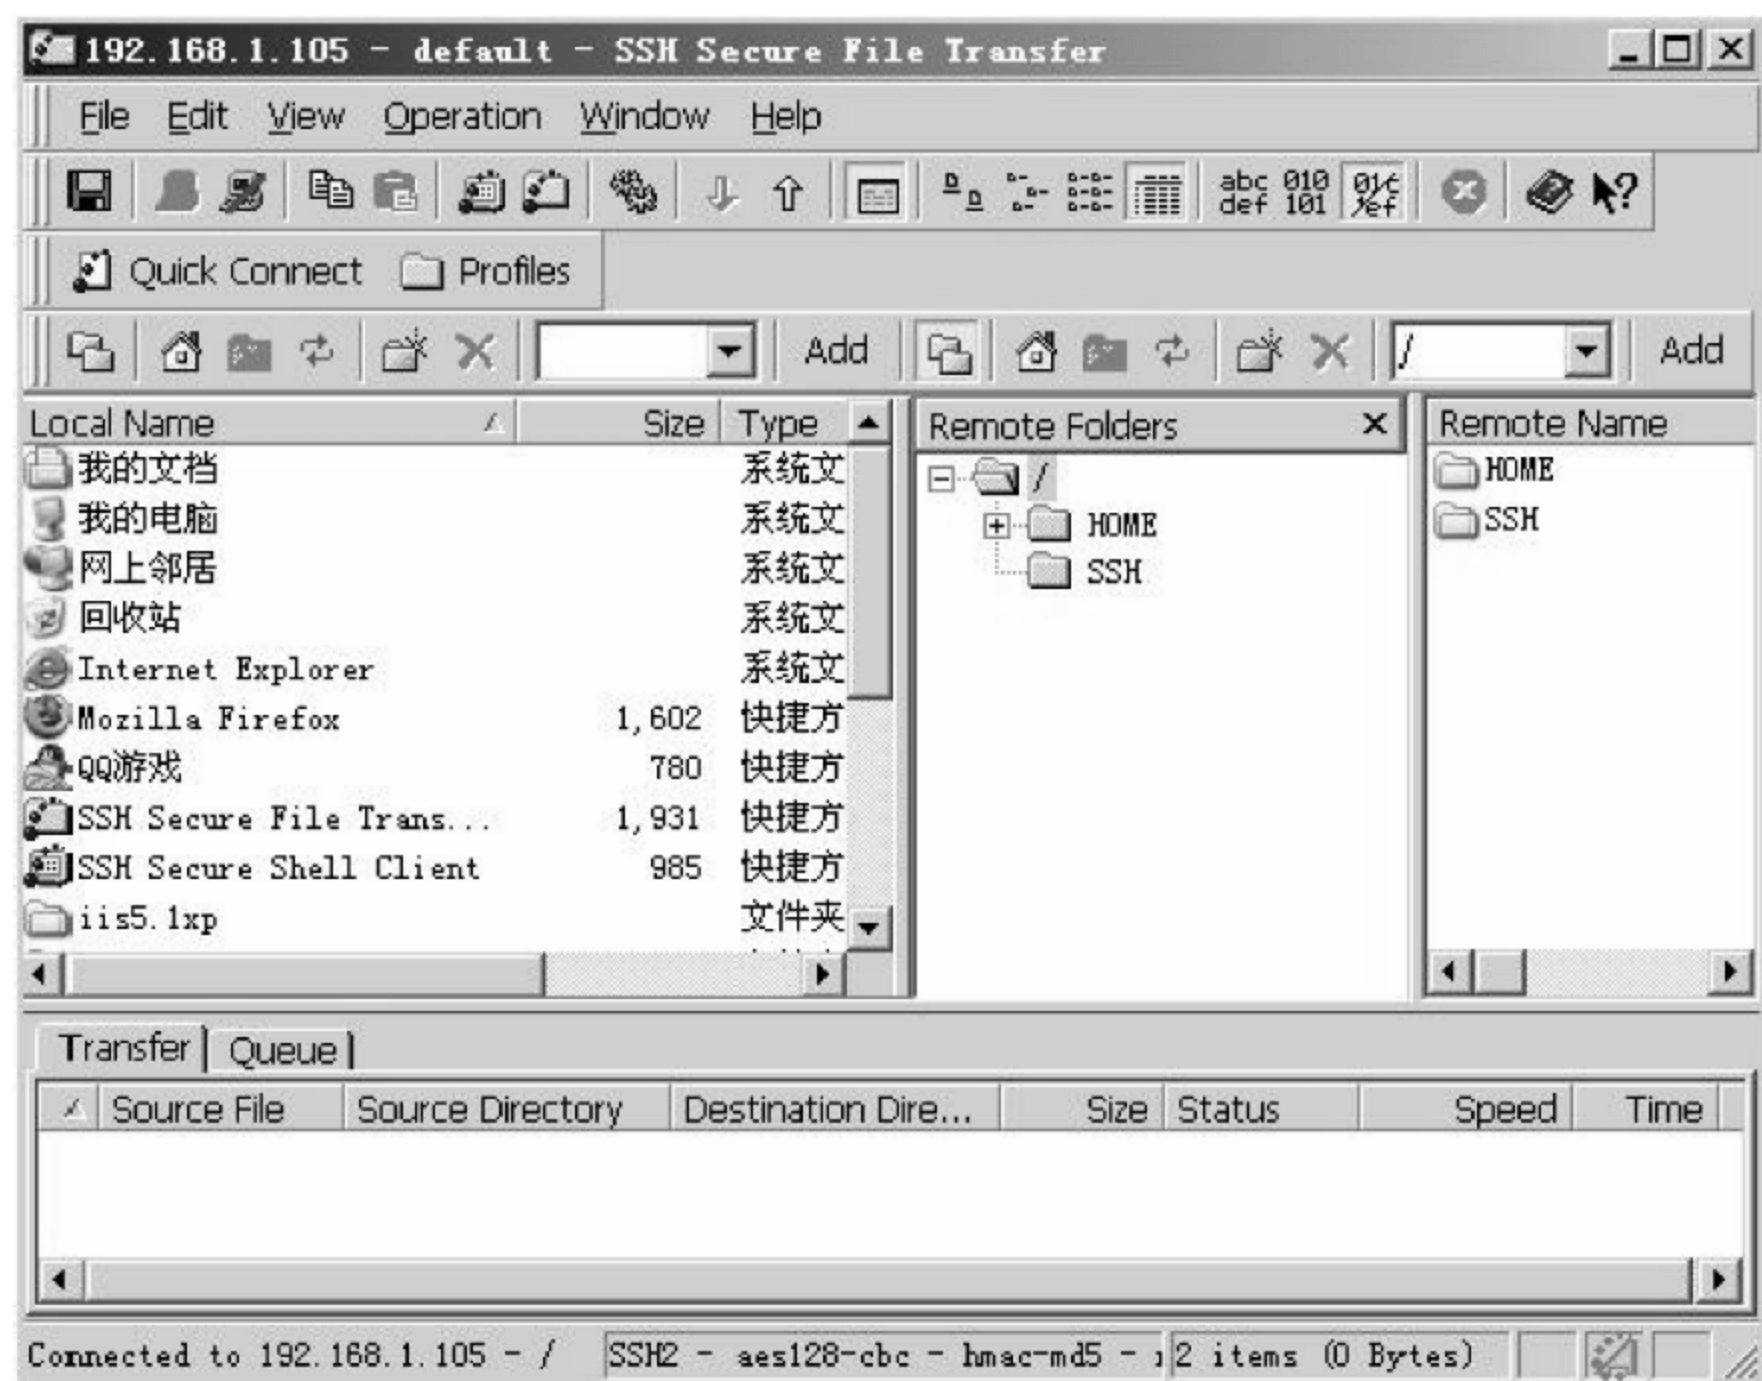 192.168.1.105 - default - SSH Secure File Transfer
File Edit View Operation Window Help
abc 010
def 101
Quick Connect Profiles
Add / Add
Local Name Size Type Remote Folders Remote Name
我的文档 系统文 / HOME
我的电脑 系统文 HOME SSH
网上邻居 系统文 SSH
回收站 系统文
Internet Explorer 系统文
Mozilla Firefox 1,602 快捷方
QQ游戏 780 快捷方
SSH Secure File Trans... 1,931 快捷方
SSH Secure Shell Client 985 快捷方
iis5.1xp 文件夹
Transfer Queue
Source File Source Directory Destination Dire... Size Status Speed Time
Connected to 192.168.1.105 - / SSH2 - aes128-cbc - hmac-md5 - 2 items (0 Bytes)